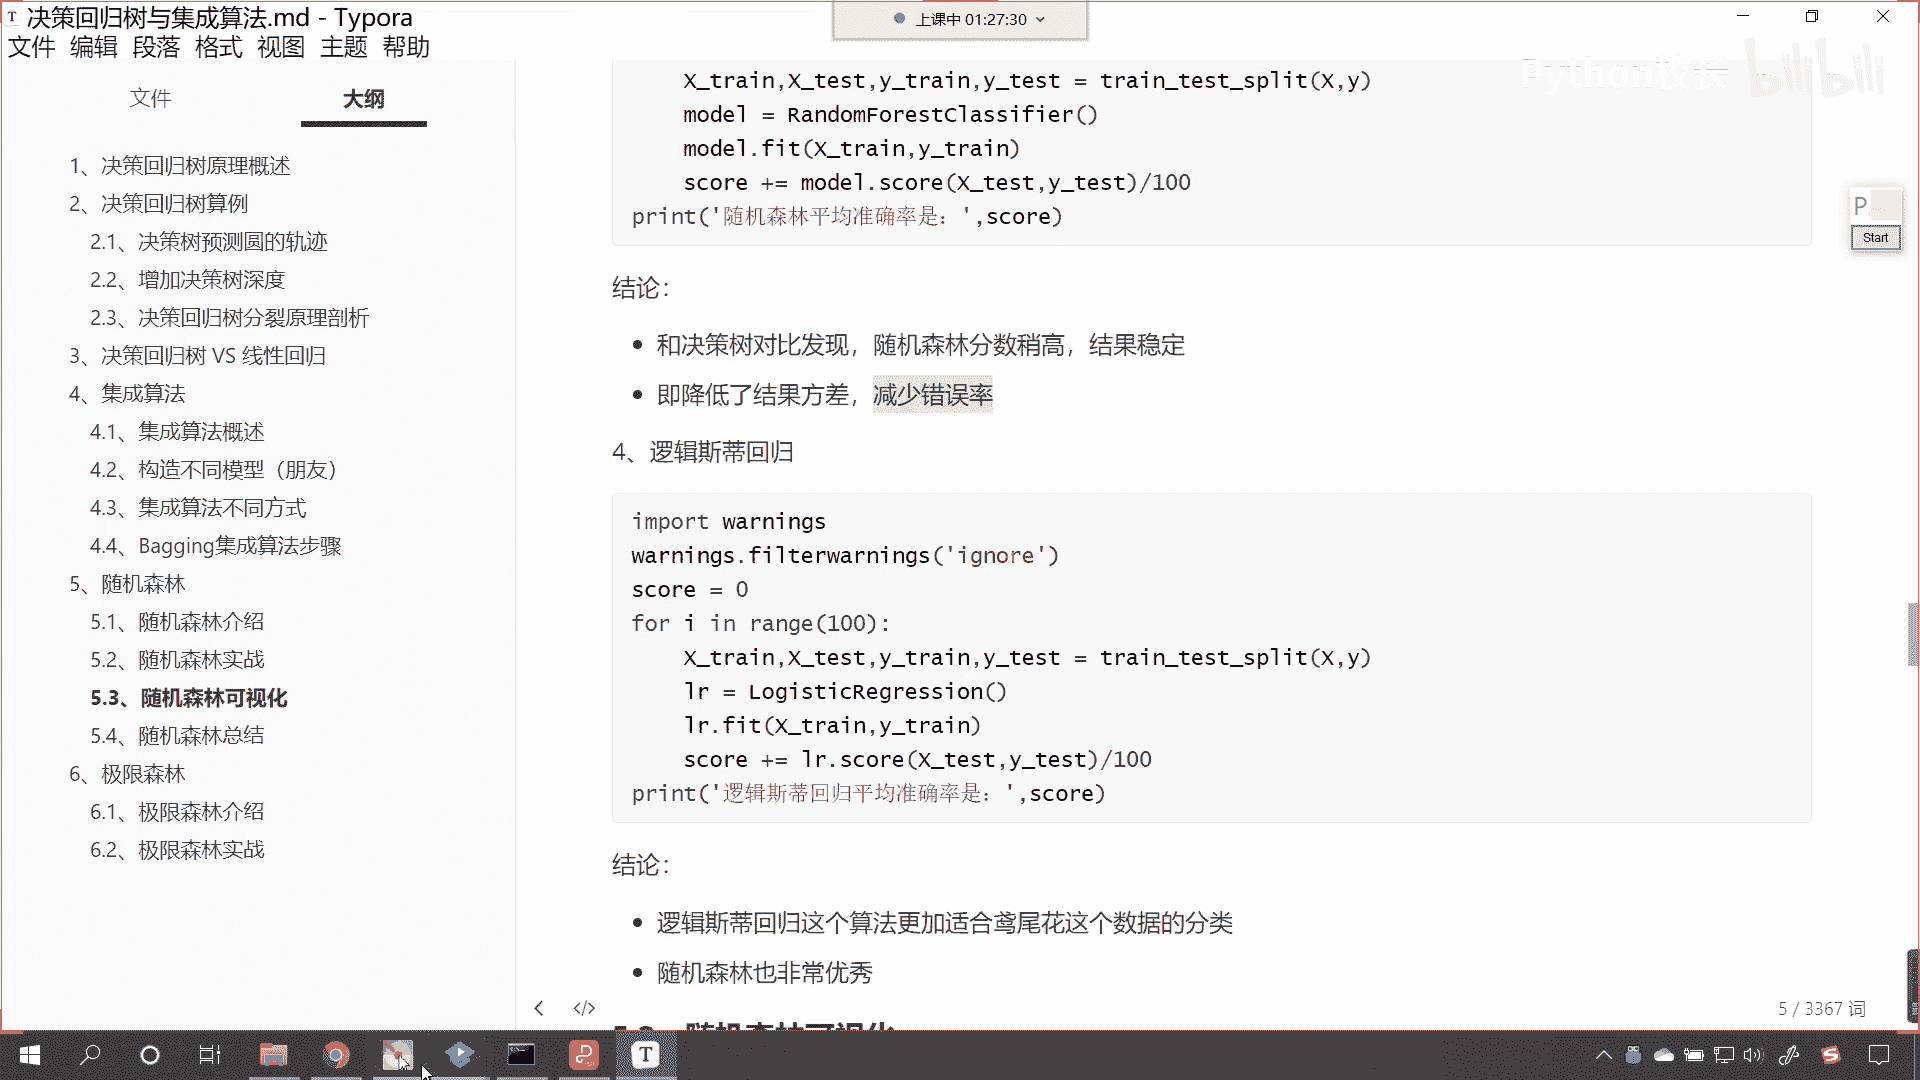 决策回归树与集成算法.md - Typora
上课中 01:27:30
文件 编辑 段落 格式 视图 主题 帮助
文件 大纲
1、决策回归树原理概述
2、决策回归树算例
2.1、决策树预测圆的轨迹
2.2、增加决策树深度
2.3、决策回归树分裂原理剖析
3、决策回归树 VS 线性回归
4、集成算法
4.1、集成算法概述
4.2、构造不同模型（朋友）
4.3、集成算法不同方式
4.4、Bagging集成算法步骤
5、随机森林
5.1、随机森林介绍
5.2、随机森林实战
5.3、随机森林可视化
5.4、随机森林总结
6、极限森林
6.1、极限森林介绍
6.2、极限森林实战
X_train,X_test,y_train,y_test = train_test_split(X,y)
model = RandomForestClassifier()
model.fit(X_train,y_train)
score += model.score(X_test,y_test)/100
print('随机森林平均准确率是：',score)
结论：
和决策树对比发现，随机森林分数稍高，结果稳定
即降低了结果方差，减少错误率
4、逻辑斯蒂回归
import warnings
warnings.filterwarnings('ignore')
score = 0
for i in range(100):
X_train,X_test,y_train,y_test = train_test_split(X,y)
lr = LogisticRegression()
lr.fit(X_train,y_train)
score += lr.score(X_test,y_test)/100
print('逻辑斯蒂回归平均准确率是：',score)
结论：
逻辑斯蒂回归这个算法更加适合鸢尾花这个数据的分类
随机森林也非常优秀
5 / 3367 词
Python校长 bilibili
P...
Start